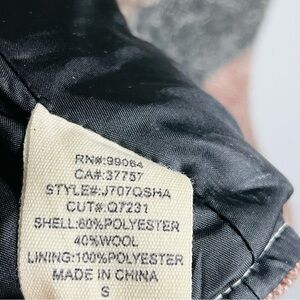 RN#:99064
CA#:37757
STYLE#:J707QSHA
CUT#:Q7231
SHELL:60%POLYESTER
40%WOOL
LINING:100%POLYESTER
MADE IN CHINA
S